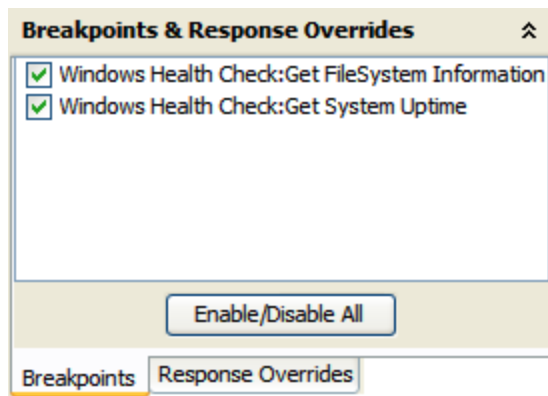 Breakpoints & Response Overrides
Windows Health Check:Get FileSystem Information
Windows Health Check:Get System Uptime
Enable/Disable All
Breakpoints
Response Overrides